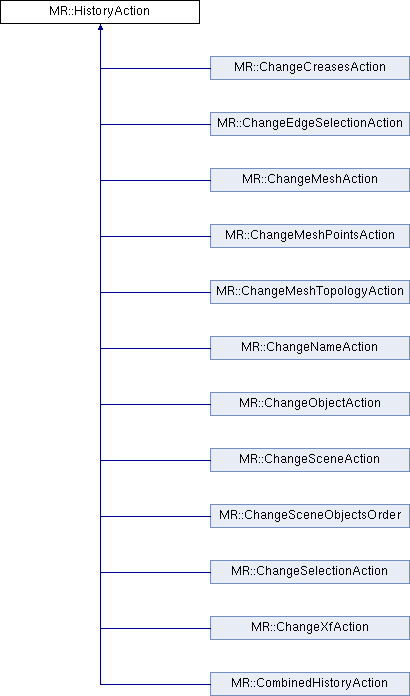 MR::HistoryAction
MR::ChangeCreasesAction
MR::ChangeEdgeSelectionAction
MR::ChangeMeshAction
MR::ChangeMeshPointsAction
MR::ChangeMeshTopologyAction
MR::ChangeNameAction
MR::ChangeObjectAction
MR::ChangeSceneAction
MR::ChangeSceneObjectsOrder
MR::ChangeSelectionAction
MR::ChangeXfAction
MR::CombinedHistoryAction